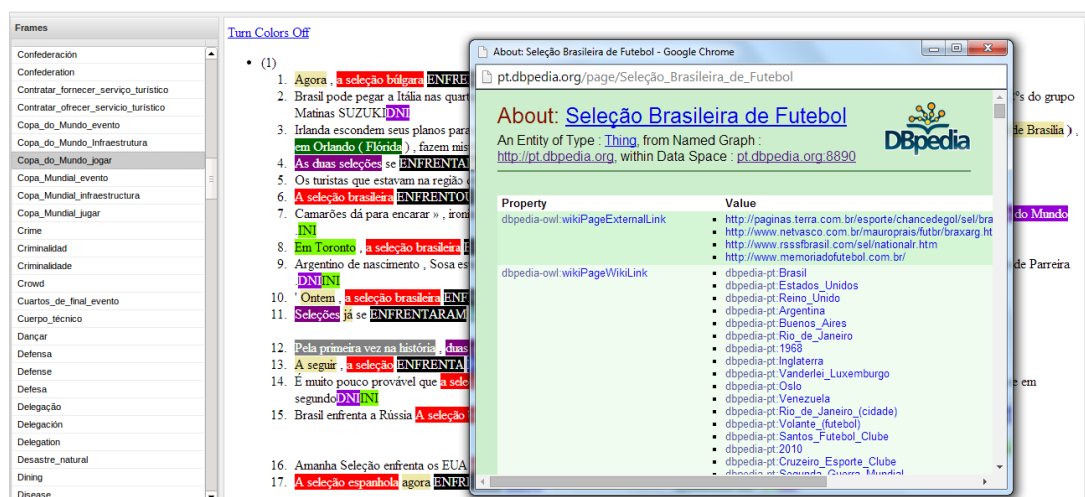 Frames
Confederación
Confederation
Contratar_fornecer_serviço_turístico
Contratar_ofrecer_servicio_turístico
Copa_do_Mundo_evento
Copa_do_Mundo_Infraestrutura
Copa_do_Mundo_jogar
Copa_Mundial_evento
Copa_Mundial_infraestructura
Copa_Mundial_jugar
Crime
Criminalidad
Criminalidade
Crowd
Cuartos_de_final_evento
Cuerpo_técnico
Dançar
Defensa
Defense
Defesa
Delegação
Delegación
Delegation
Desastre_natural
Dining
Disease
Turn Colors Off
(1)
1. Agora , a seleção búlgara ENFRE
2. Brasil pode pegar a Itália nas quart
ºs do grupo
Matinas SUZUKIDNI
3. Irlanda escondem seus planos para
de Brasília ) ,
em Orlando ( Flórida ) , fazem mis
4. As duas seleções se ENFRENTA
5. Os turistas que estavam na região
6. A seleção brasileira ENFRENTOU
7. Camarões dá para encarar » , iron
do Mundo
.INI
8. Em Toronto , a seleção brasileira
9. Argentino de nascimento , Sosa es
de Parreira
.DNIINI
10. ' Ontem , a seleção brasileira ENF
11. Seleções já se ENFRENTARAM
12. Pela primeira vez na história , duas
13. A seguir , a seleção ENFRENTA
14. É muito pouco provável que a sele
e em
segundoDNIINI
15. Brasil enfrenta a Rússia A seleção
16. Amanha Seleção enfrenta os EUA
17. A seleção espanhola agora ENFRE
About: Seleção Brasileira de Futebol - Google Chrome
pt.dbpedia.org/page/Seleção_Brasileira_de_Futebol
About: Seleção Brasileira de Futebol
DBpedia
An Entity of Type : Thing, from Named Graph :
http://pt.dbpedia.org, within Data Space : pt.dbpedia.org:8890
Property Value
dbpedia-owl:wikiPageExternalLink
http://paginas.terra.com.br/esporte/chancedegol/sel/bra
http://www.netvasco.com.br/mauroprais/futbr/braxarg.ht
http://www.rsssfbrasil.com/sel/nationalr.htm
http://www.memoriadofutebol.com.br/
dbpedia-owl:wikiPageWikiLink
dbpedia-pt:Brasil
dbpedia-pt:Estados_Unidos
dbpedia-pt:Reino_Unido
dbpedia-pt:Argentina
dbpedia-pt:Buenos_Aires
dbpedia-pt:Rio_de_Janeiro
dbpedia-pt:1968
dbpedia-pt:Inglaterra
dbpedia-pt:Vanderlei_Luxemburgo
dbpedia-pt:Oslo
dbpedia-pt:Venezuela
dbpedia-pt:Rio_de_Janeiro_(cidade)
dbpedia-pt:Volante_(futebol)
dbpedia-pt:Santos_Futebol_Clube
dbpedia-pt:2010
dbpedia-pt:Cruzeiro_Esporte_Clube
dbpedia-pt:Segunda_Guerra_Mundial